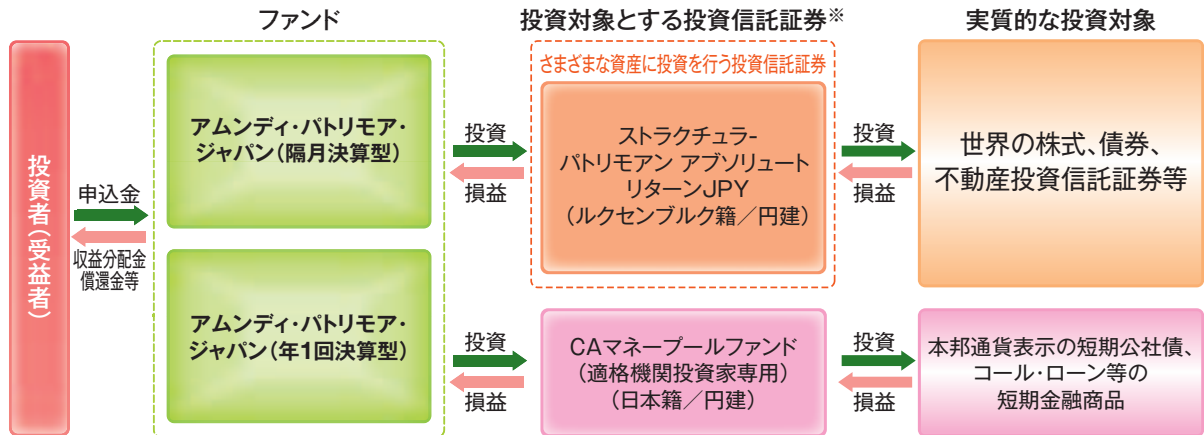 ファンド
投資対象とする投資信託証券※
実質的な投資対象
投資者（受益者）
申込金
収益分配金
償還金等
アムンディ・パトリモア・
ジャパン（隔月決算型）
アムンディ・パトリモア・
ジャパン（年1回決算型）
投資
損益
さまざまな資産に投資を行う投資信託証券
ストラクチュラ-
パトリモアン アブソリュート
リターンJPY
（ルクセンブルク籍／円建）
投資
損益
世界の株式、債券、
不動産投資信託証券等
投資
損益
CAマネープールファンド
（適格機関投資家専用）
（日本籍／円建）
投資
損益
本邦通貨表示の短期公社債、
コール・ローン等の
短期金融商品